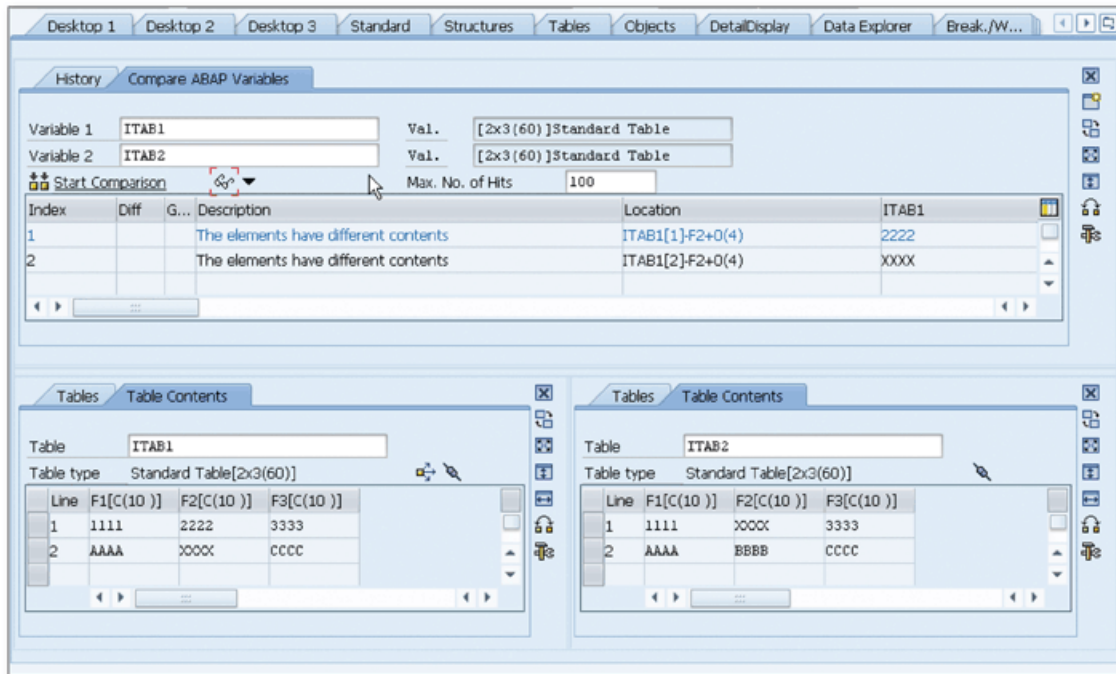 Desktop 1 Desktop 2 Desktop 3 Standard Structures Tables Objects DetailDisplay Data Explorer Break./W...
History Compare ABAP Variables
Variable 1 ITAB1 Val. [2x3(60)]Standard Table
Variable 2 ITAB2 Val. [2x3(60)]Standard Table
Start Comparison Max. No. of Hits 100
Index Diff G... Description Location ITAB1
1 The elements have different contents ITAB1[1]-F2+0(4) 2222
2 The elements have different contents ITAB1[2]-F2+0(4) XXXX
Tables Table Contents
Table ITAB1
Table type Standard Table[2x3(60)]
Line F1[C(10 )] F2[C(10 )] F3[C(10 )]
1 1111 2222 3333
2 AAAA XXXX CCCC
Tables Table Contents
Table ITAB2
Table type Standard Table[2x3(60)]
Line F1[C(10 )] F2[C(10 )] F3[C(10 )]
1 1111 XXXX 3333
2 AAAA BBBB CCCC